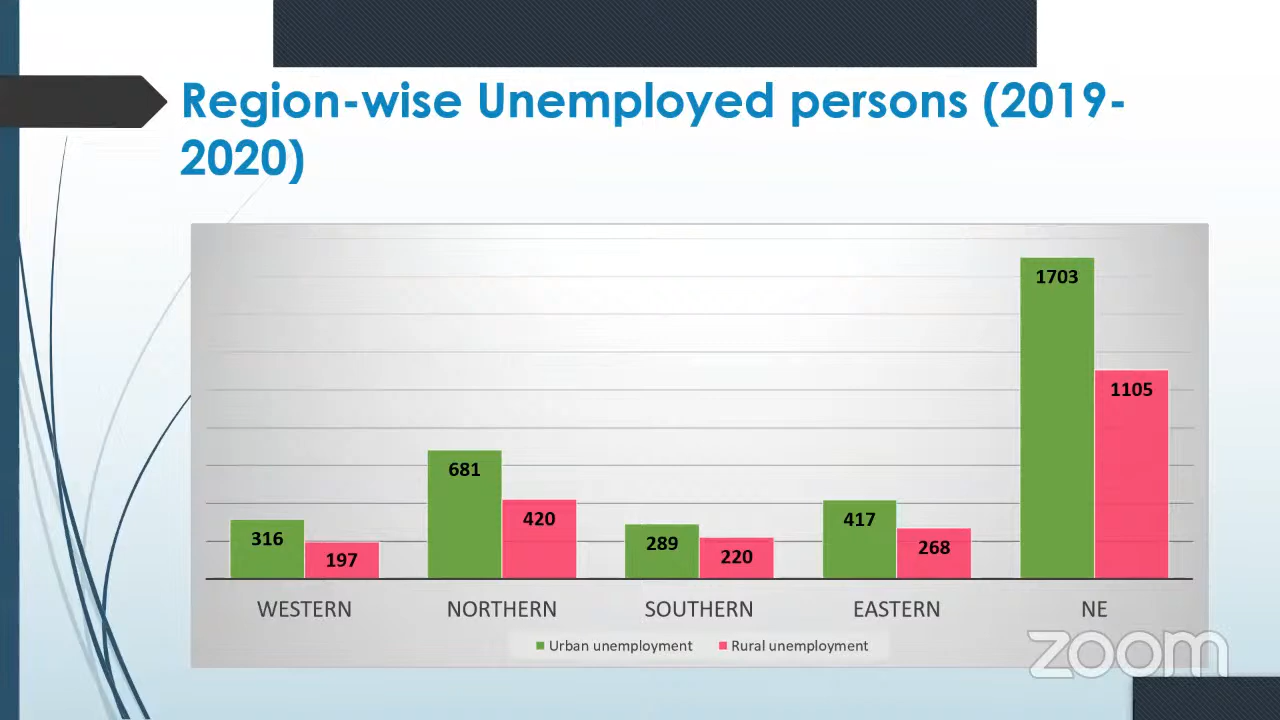 Region-wise Unemployed persons (2019-
2020)
1703
1105
681
420
316
197
289
220
417
268
WESTERN NORTHERN SOUTHERN EASTERN NE
Urban unemployment Rural unemployment
zoom